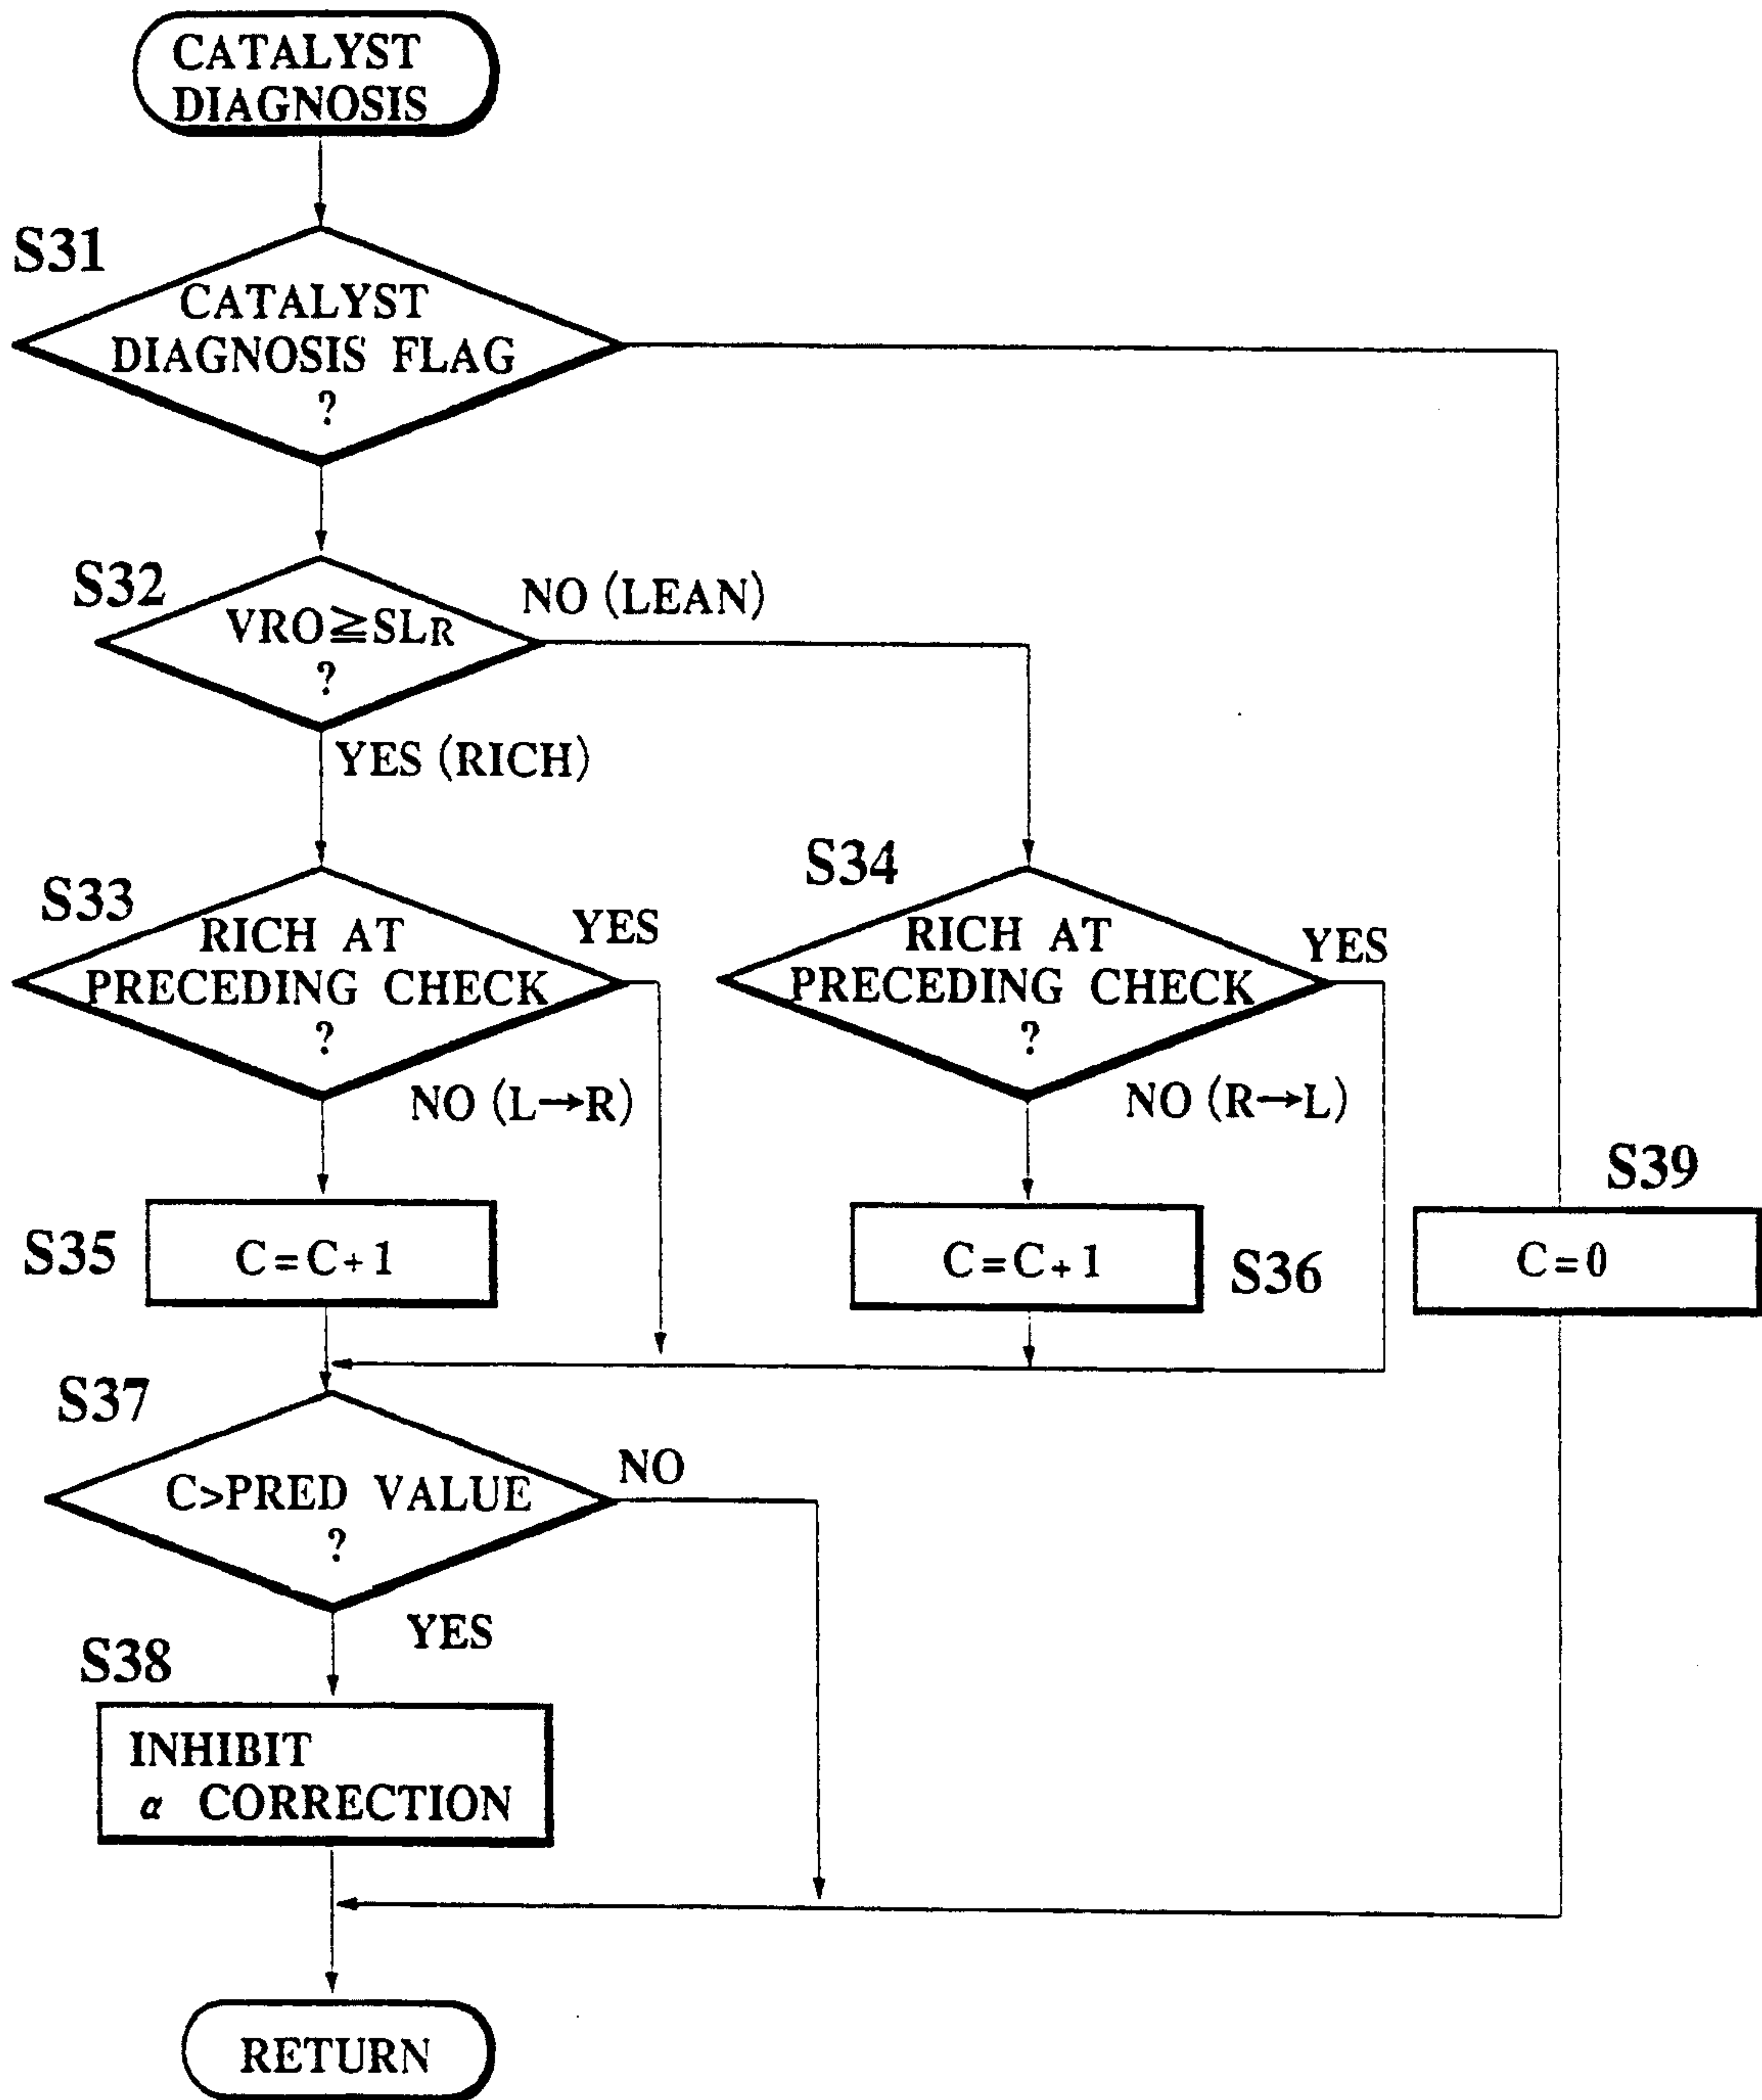 CATALYST
DIAGNOSIS
S31
CATALYST
DIAGNOSIS FLAG
?
S32
VRO≧SLR
?
NO (LEAN)
YES (RICH)
S33
RICH AT
PRECEDING CHECK
?
YES
NO (L→R)
S34
RICH AT
PRECEDING CHECK
?
YES
NO (R→L)
S35
C=C+1
C=C+1
S36
S39
C=0
S37
C>PRED VALUE
?
NO
YES
S38
INHIBIT
α CORRECTION
RETURN